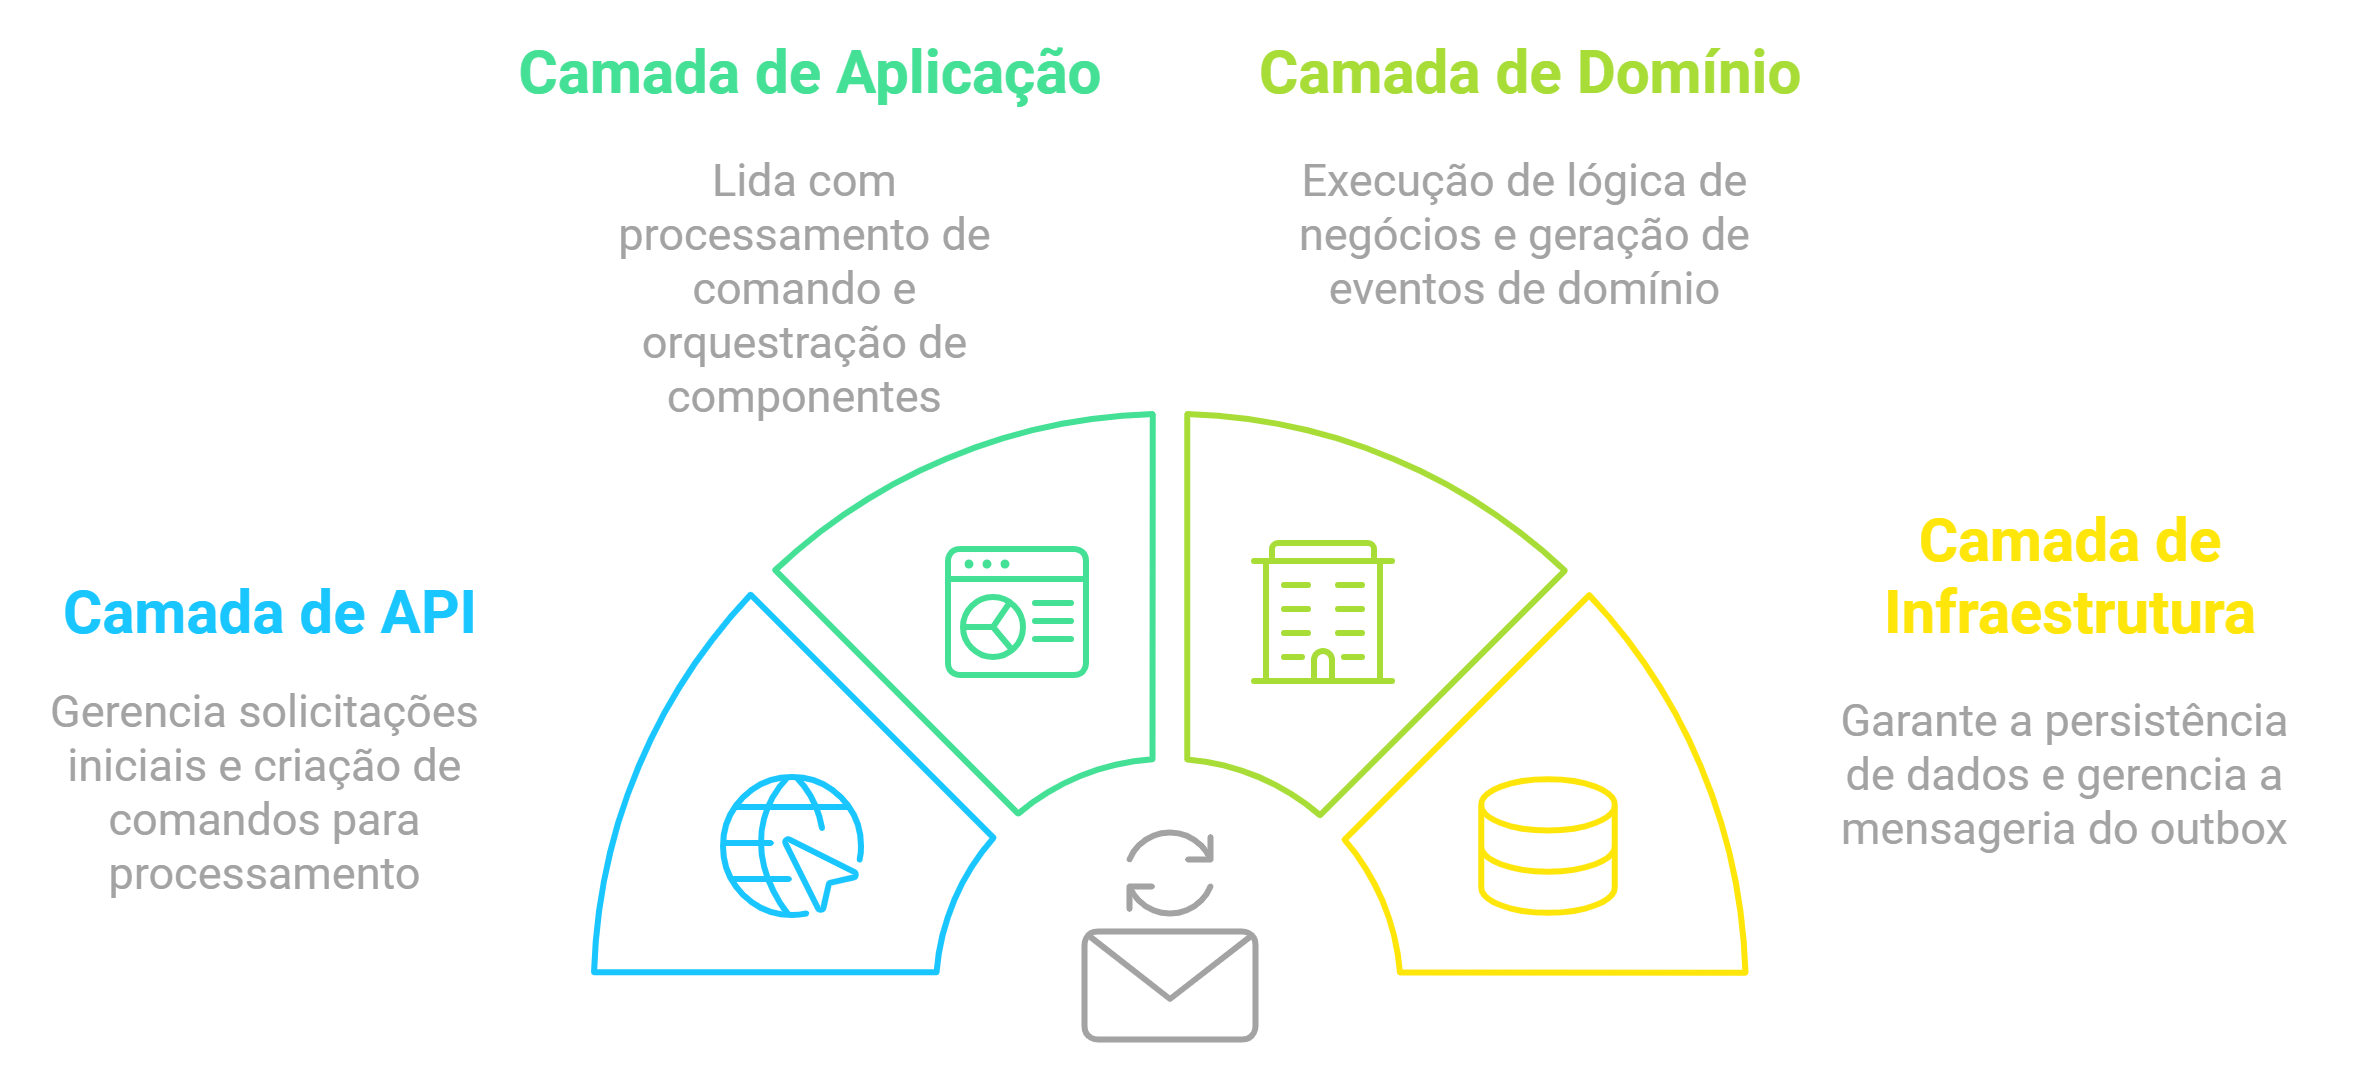 Camada de Aplicação
Lida com
processamento de
comando e
orquestração de
componentes
Camada de Domínio
Execução de lógica de
negócios e geração de
eventos de domínio
Camada de API
Gerencia solicitações
iniciais e criação de
comandos para
processamento
Camada de
Infraestrutura
Garante a persistência
de dados e gerencia a
mensageria do outbox